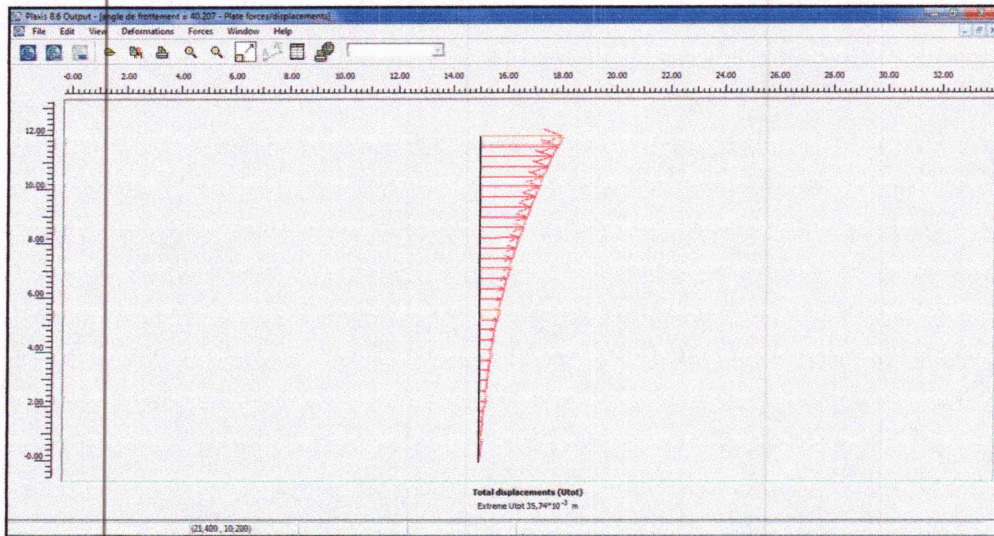 Plaxis 8.6 Output - [angle de frottement = 40.207 - Plate forces/displacements]
File Edit View Deformations Forces Window Help
-0.00 2.00 4.00 6.00 8.00 10.00 12.00 14.00 16.00 18.00 20.00 22.00 24.00 26.00 28.00 30.00 32.00
12.00
10.00
8.00
6.00
4.00
2.00
-0.00
Total displacements (Utot)
Extreme Utot 35,74*10-3 m
(21,400 , 10,200)